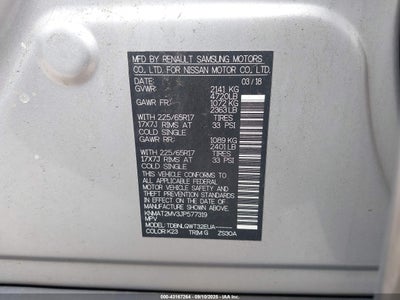 MFD BY RENAULT SAMSUNG MOTORS
CO., LTD. FOR NISSAN MOTOR CO., LTD.
DATE: 03 / 18
GVWR: 2141 KG
4720LB
GAWR FR: 1072 KG
2363LB
WITH 225/65R17 TIRES
17X7J RIMS AT 33 PSI
COLD SINGLE
GAWR RR: 1089 KG
2401LB
WITH 225/65R17 TIRES
17X7J RIMS AT 33 PSI
COLD SINGLE
THIS VEHICLE CONFORMS TO ALL
APPLICABLE FEDERAL MOTOR VEHICLE
SAFETY AND THEFT PREVENTION
STANDARDS IN EFFECT ON THE DATE
OF MANUFACTURE SHOWN ABOVE.
KNMAT2MV3JP577319
MPV
MODEL: TDBNLQWT32EUA------
COLOR: K23 TRIM: G ZS30A
400-43167264 (09/10/2025) - IAAI